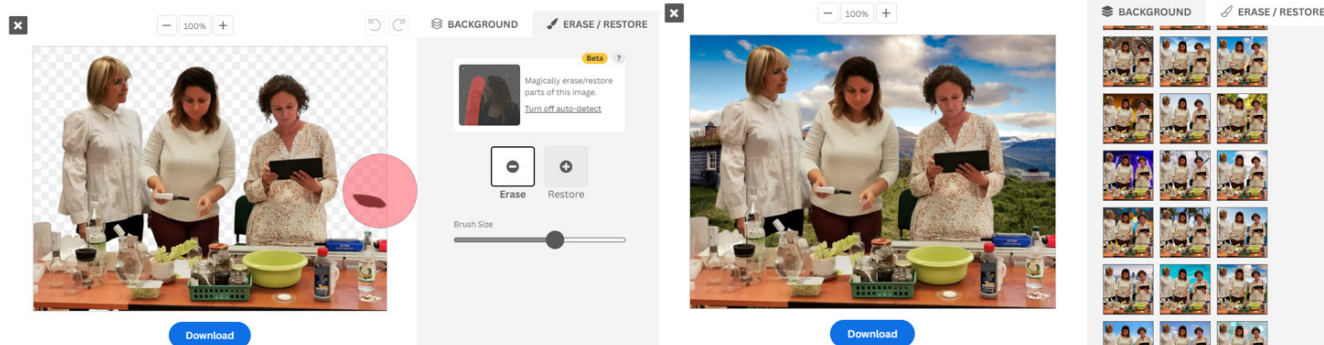 100%
BACKGROUND
ERASE / RESTORE
Beta
?
Magically erase/restore
parts of this image.
Turn off auto-detect
Erase
Restore
Brush Size
Download
100%
BACKGROUND
ERASE / RESTORE
Download